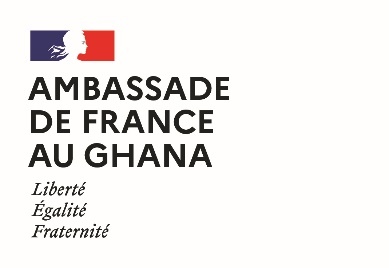 AMBASSADE
DE FRANCE
AU GHANA
Liberté
Égalité
Fraternité